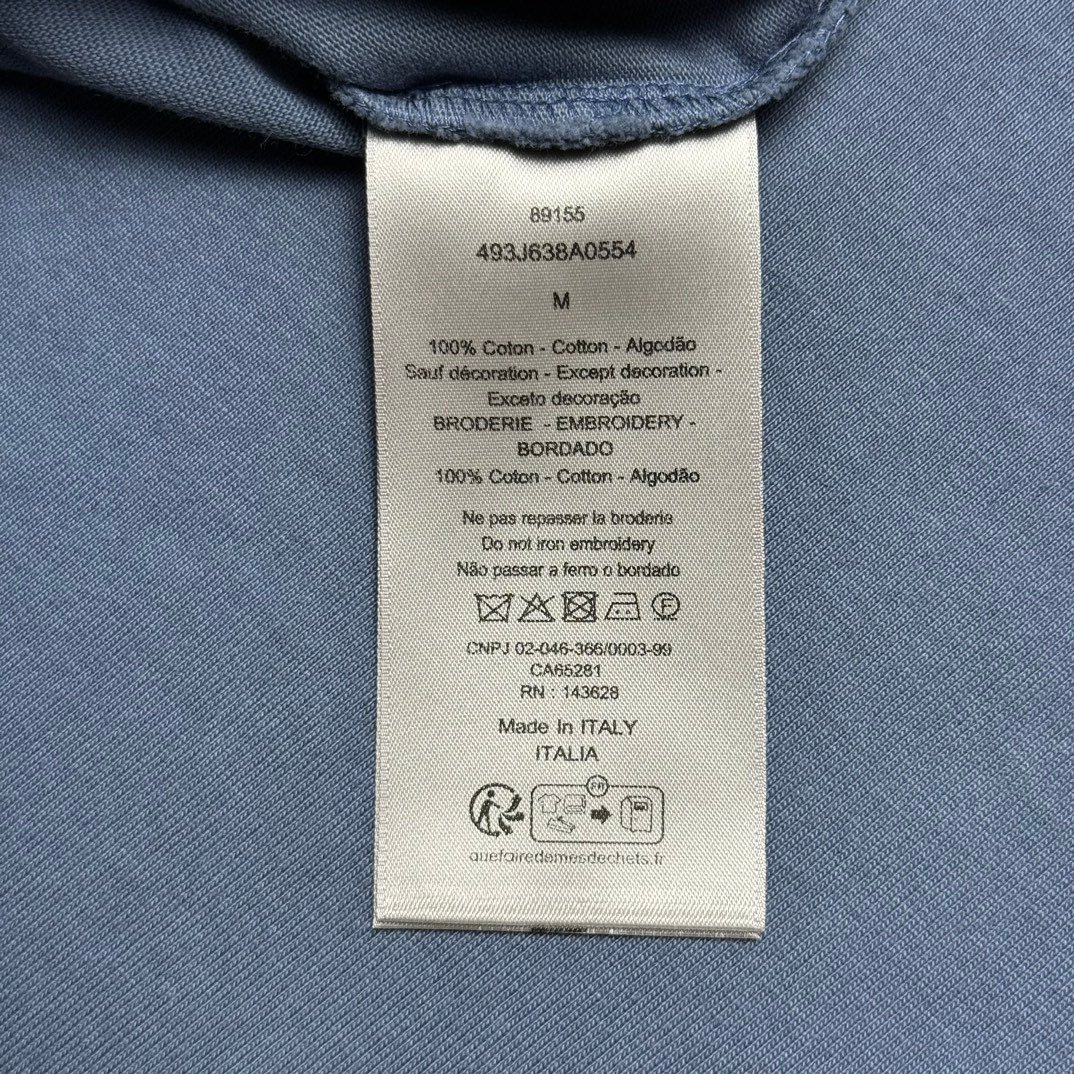 89155
493J638A0554
M
100% Coton - Cotton - Algodão
Sauf décoration - Except decoration -
Exceto decoração
BRODERIE - EMBROIDERY -
BORDADO
100% Coton - Cotton - Algodão
Ne pas repasser la broderie
Do not iron embroidery
Não passar a ferro o bordado
F
CNPJ 02-046-366/0003-99
CA65281
RN : 143628
Made In ITALY
ITALIA
FR
quefairedemesdechets.fr